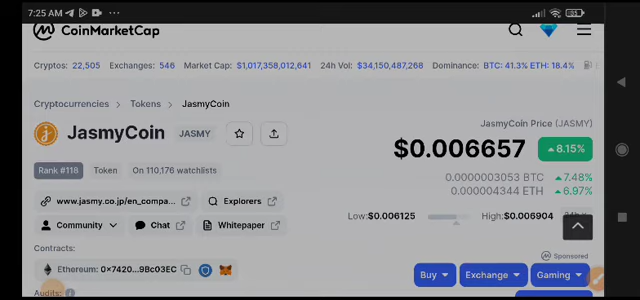 7:25 AM
CoinMarketCap
Cryptos: 22,505 Exchanges: 546 Market Cap: $1,017,358,012,641 24h Vol: $34,150,487,268 Dominance: BTC: 41.3% ETH: 18.4%
Cryptocurrencies > Tokens > JasmyCoin
JasmyCoin JASMY
Rank #118 Token On 110,176 watchlists
www.jasmy.co.jp/en_compa... Explorers
Community Chat Whitepaper
Contracts:
Ethereum: 0x7420...9Bc03EC
Audits:
JasmyCoin Price (JASMY)
$0.006657 8.15%
0.0000003053 BTC 7.48%
0.000004344 ETH 6.97%
Low:$0.006125 High:$0.006904
Sponsored
Buy Exchange Gaming